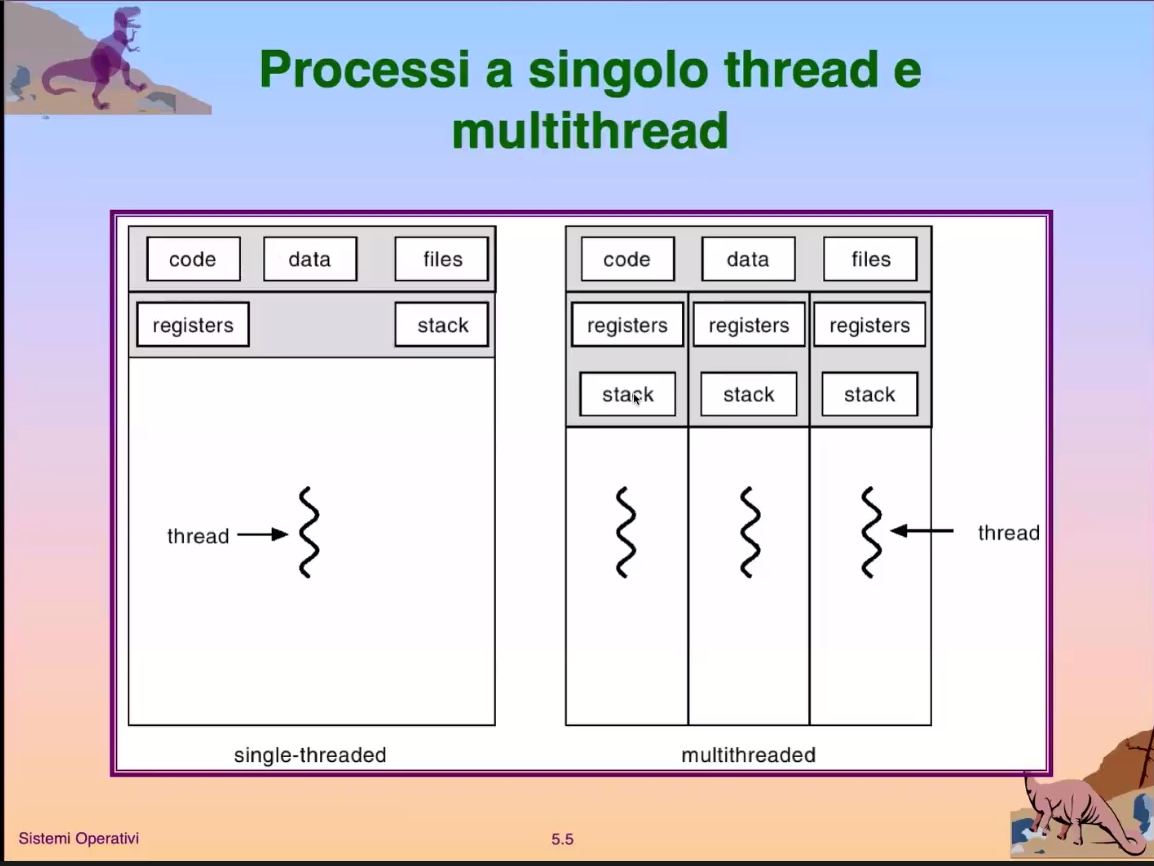 Processi a singolo thread e
multithread
code data files
registers stack
thread
single-threaded
code data files
registers registers registers
stack stack stack
thread
multithreaded
Sistemi Operativi
5.5